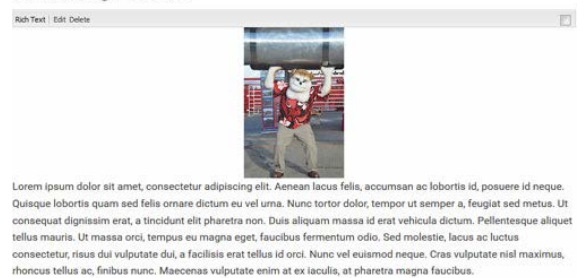 Rich Text Edit Delete
Lorem ipsum dolor sit amet, consectetur adipiscing elit. Aenean lacus felis, accumsan ac lobortis id, posuere id neque.
Quisque lobortis quam sed felis ornare dictum eu vel urna. Nunc tortor dolor, tempor ut semper a, feugiat sed metus. Ut
consequat dignissim erat, a tincidunt elit pharetra non. Duis aliquam massa id erat vehicula dictum. Pellentesque aliquet
tellus mauris. Ut massa orci, tempus eu magna eget, faucibus fermentum odio. Sed molestie, lacus ac luctus
consectetur, risus dui vulputate dui, a facilisis erat tellus id orci. Nunc vel euismod neque. Cras vulputate nisl maximus,
rhoncus tellus ac, finibus nunc. Maecenas vulputate enim at ex iaculis, at pharetra magna faucibus.